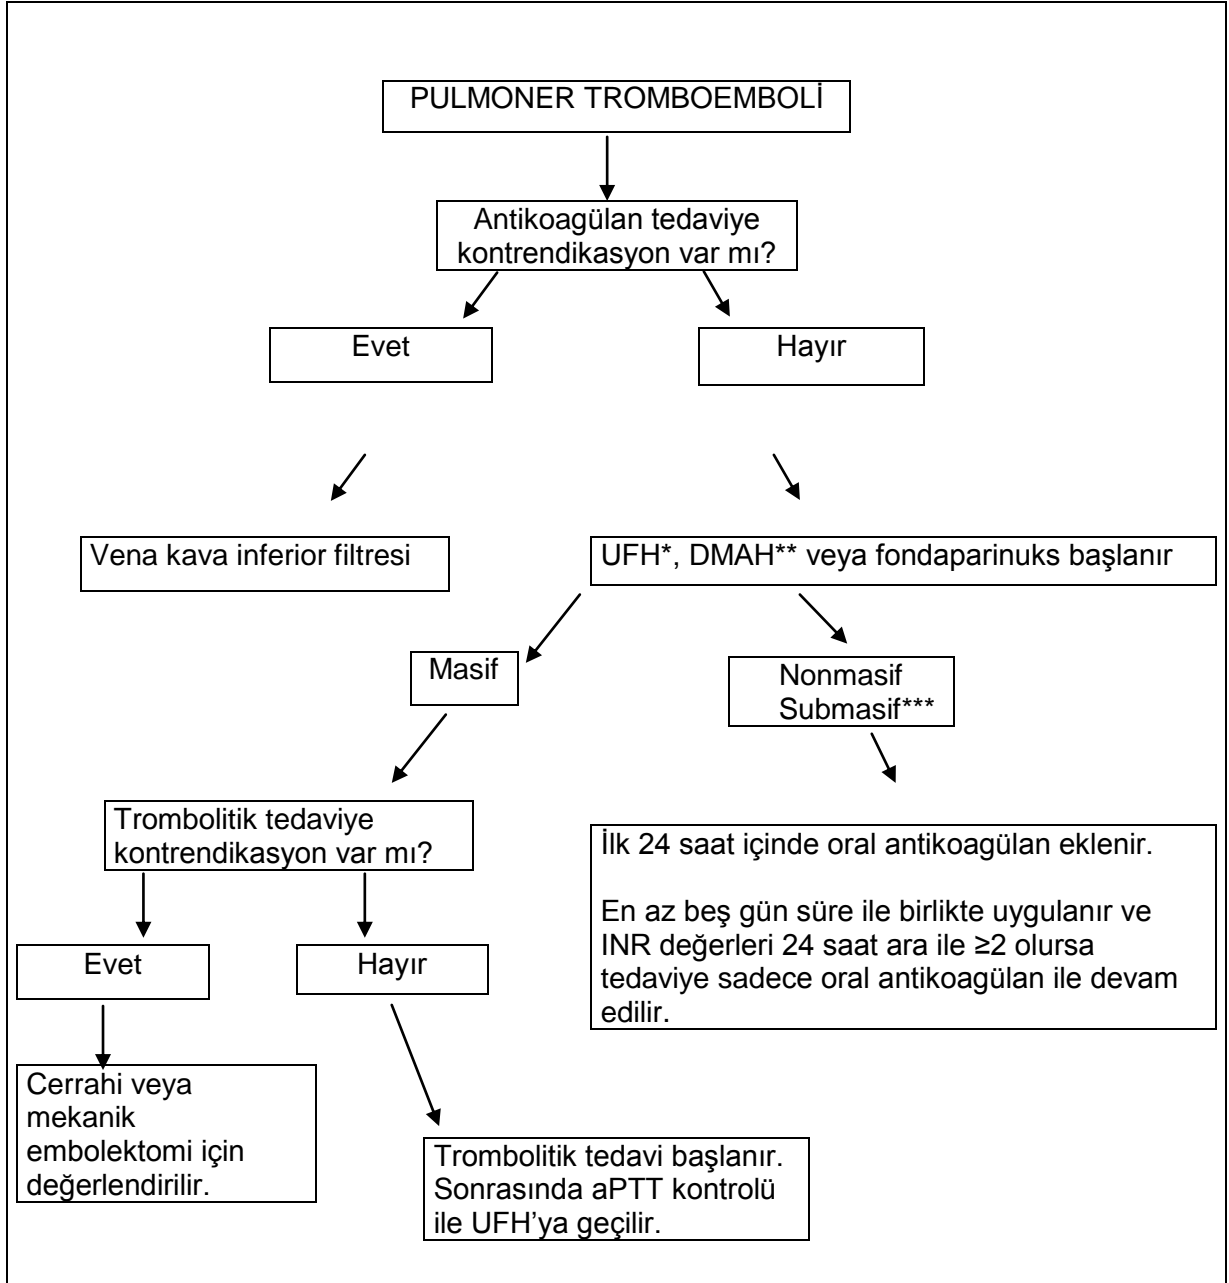 PULMONER TROMBOEMBOLİ
Antikoagülan tedaviye
kontrendikasyon var mı?
Evet
Hayır
Vena kava inferior filtresi
UFH*, DMAH** veya fondaparinuks başlanır
Masif
Nonmasif
Submasif***
Trombolitik tedaviye
kontrendikasyon var mı?
İlk 24 saat içinde oral antikoagülan eklenir.
En az beş gün süre ile birlikte uygulanır ve
INR değerleri 24 saat ara ile ≥2 olursa
tedaviye sadece oral antikoagülan ile devam
edilir.
Evet
Hayır
Cerrahi veya
mekanik
embolektomi için
değerlendirilir.
Trombolitik tedavi başlanır.
Sonrasında aPTT kontrolü
ile UFH’ya geçilir.